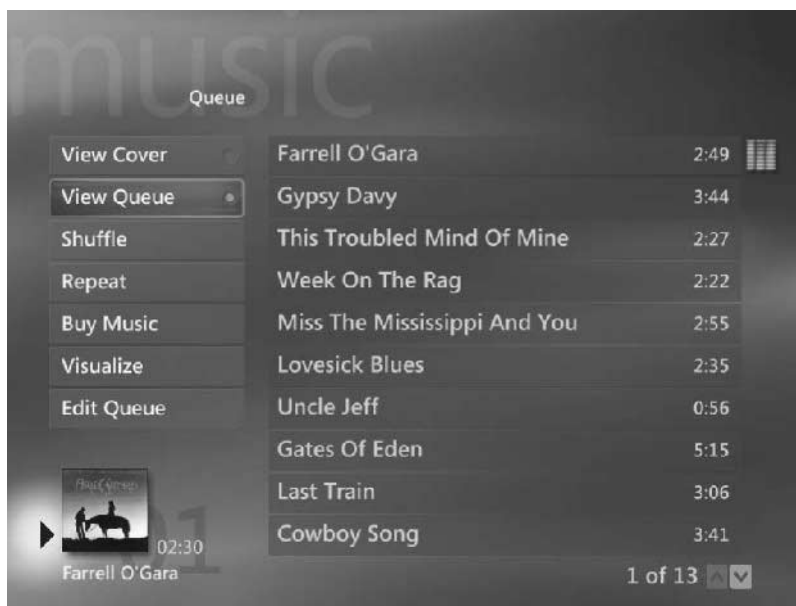 music
Queue
View Cover
View Queue
Shuffle
Repeat
Buy Music
Visualize
Edit Queue
Farrell O'Gara 2:49
Gypsy Davy 3:44
This Troubled Mind Of Mine 2:27
Week On The Rag 2:22
Miss The Mississippi And You 2:55
Lovesick Blues 2:35
Uncle Jeff 0:56
Gates Of Eden 5:15
Last Train 3:06
Cowboy Song 3:41
01
02:30
Farrell O'Gara
1 of 13